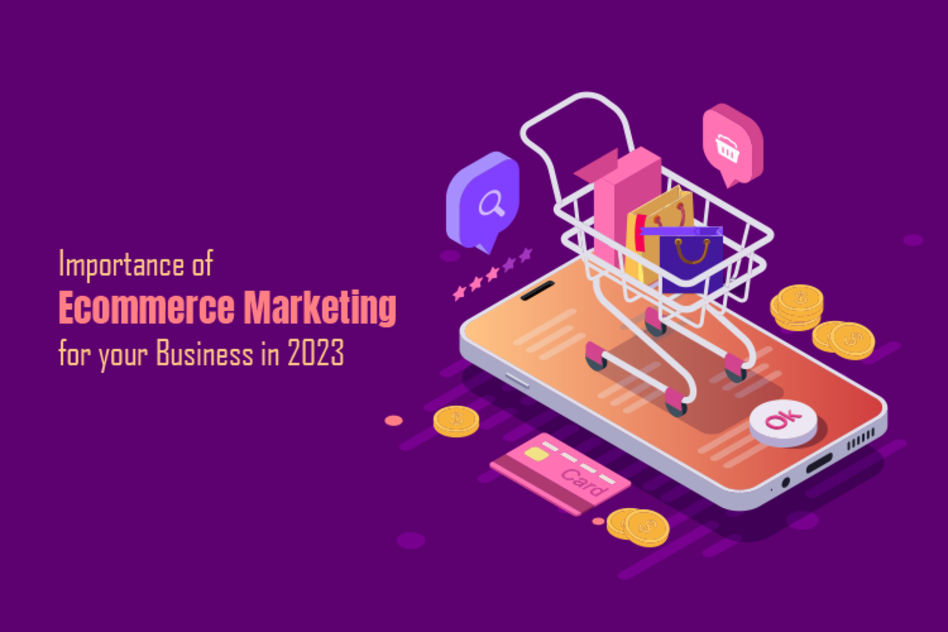 Importance of
Ecommerce Marketing
for your Business in 2023
Ok
Card